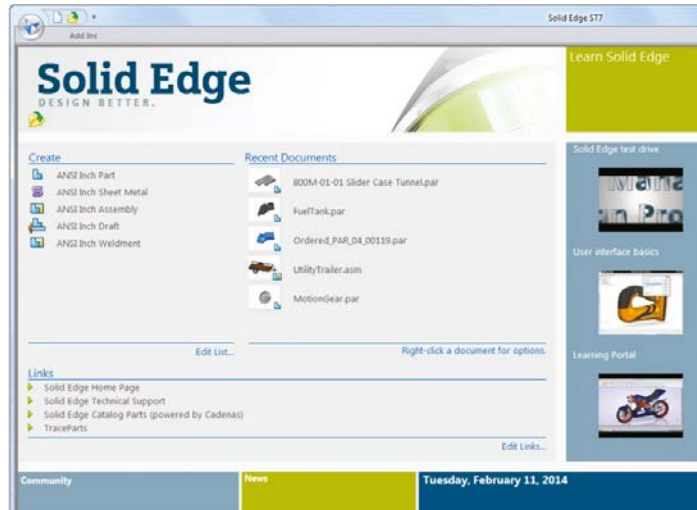 Solid Edge ST7
Add Ins
Solid Edge
DESIGN BETTER.
Learn Solid Edge
Create
ANSI Inch Part
ANSI Inch Sheet Metal
ANSI Inch Assembly
ANSI Inch Draft
ANSI Inch Weldment
Edit List...
Recent Documents
800M-01-01 Slider Case Tunnel.par
FuelTank.par
Ordered_PAR_04_00119.par
UtilityTrailer.asm
MotionGear.par
Right-click a document for options.
Solid Edge test drive
User interface basics
Learning Portal
Links
Solid Edge Home Page
Solid Edge Technical Support
Solid Edge Catalog Parts (powered by Cadenas)
TraceParts
Edit Links...
Community
News
Tuesday, February 11, 2014